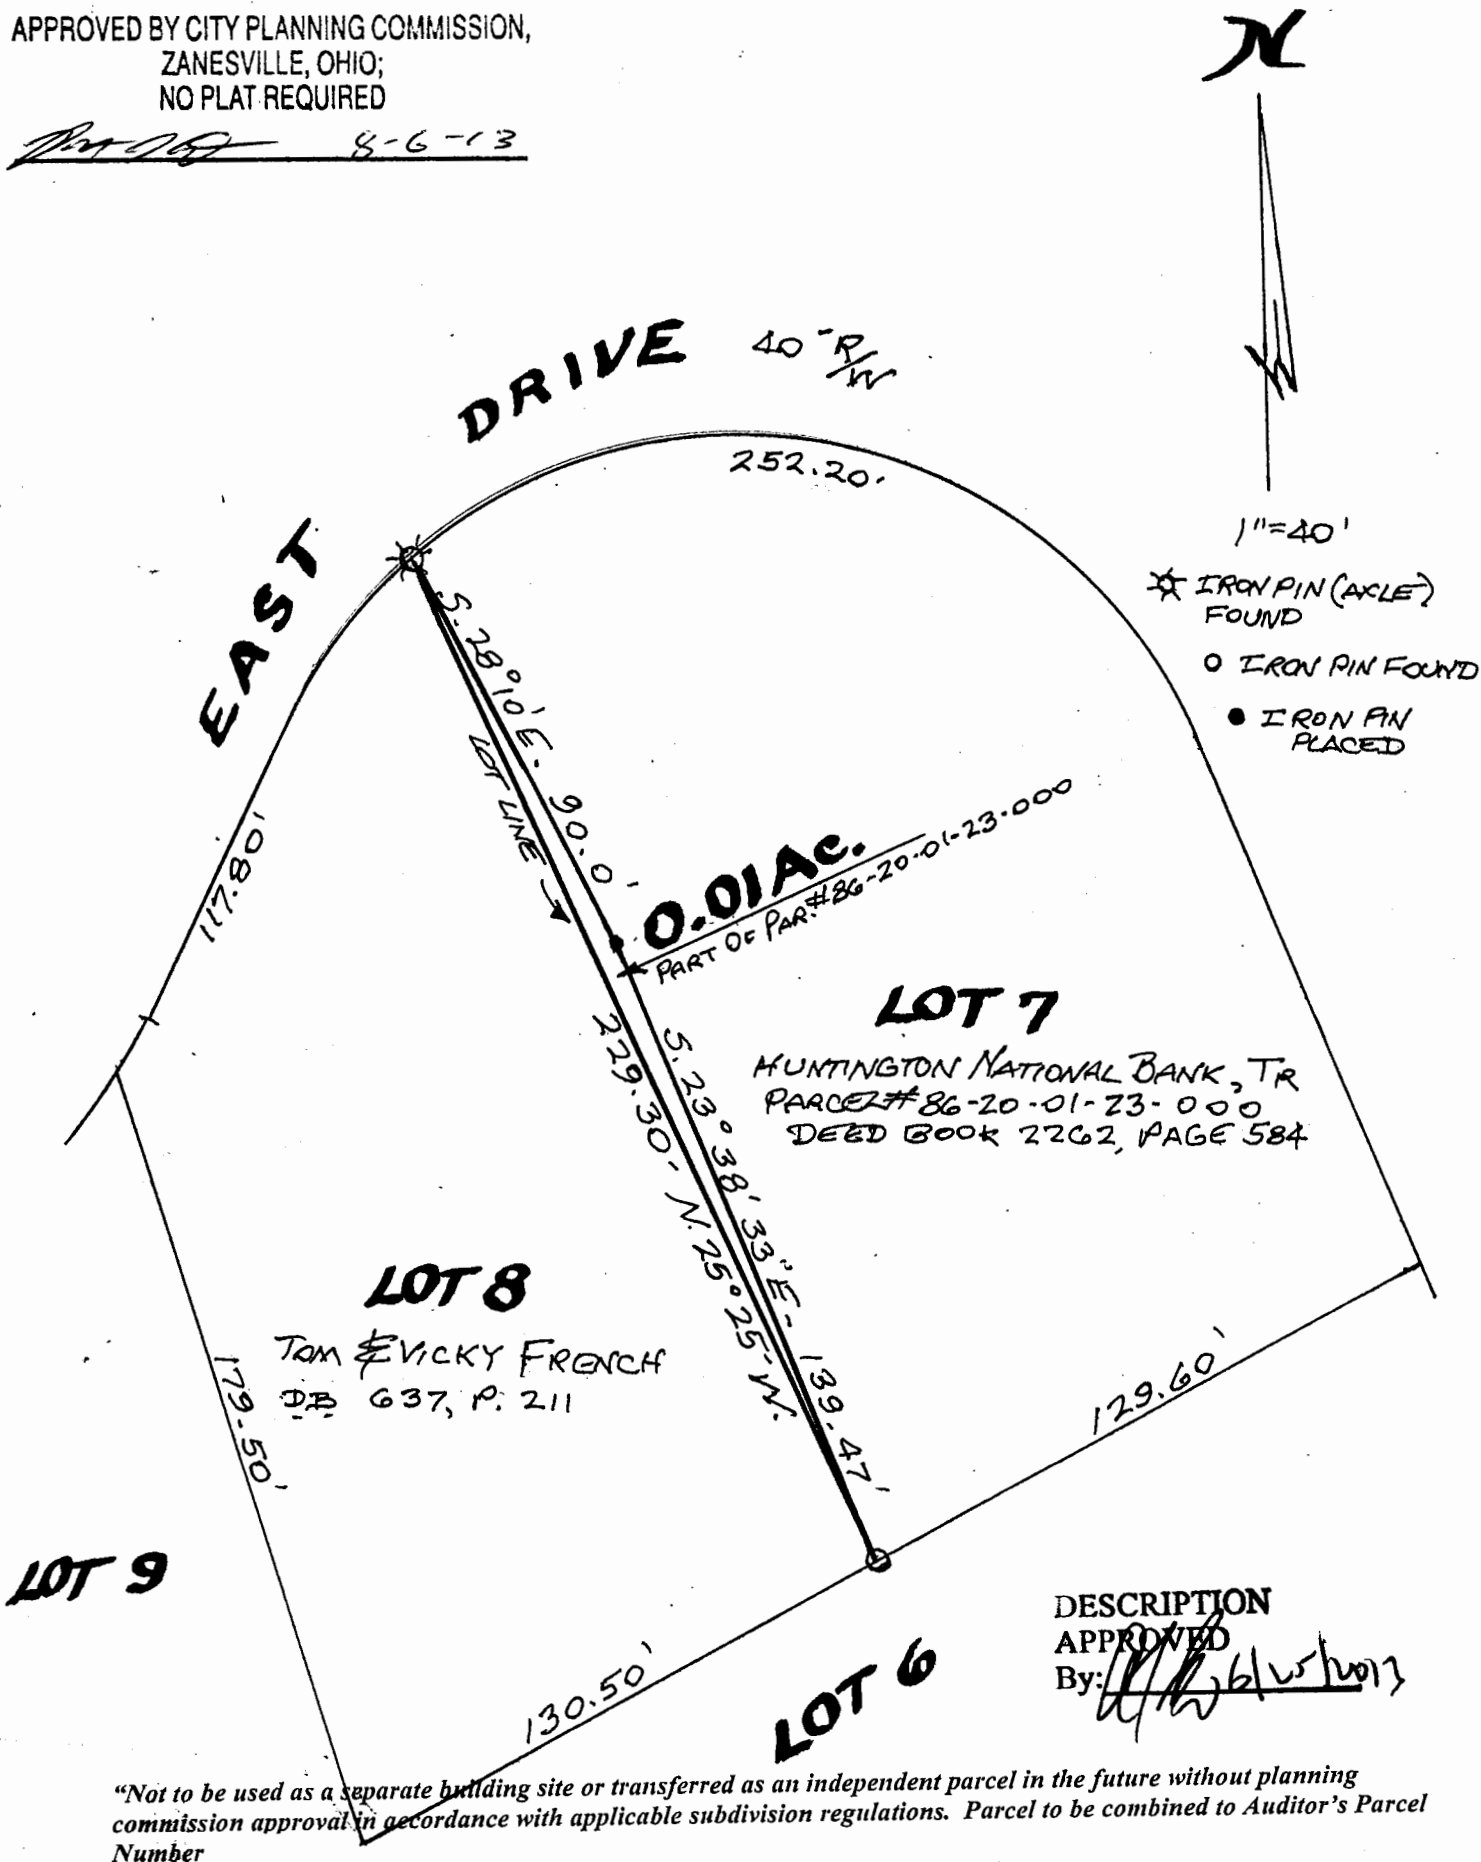 APPROVED BY CITY PLANNING COMMISSION,
ZANESVILLE, OHIO;
NO PLAT REQUIRED
8-6-13
N
EAST DRIVE
40' R/W
252.20'
1"=40'
IRON PIN (AXLE)
FOUND
IRON PIN FOUND
IRON PIN
PLACED
S. 28°10' E. 90.0'
LOT LINE
117.80'
0.01 Ac.
PART OF PAR.#86-20-01-23-000
LOT 7
HUNTINGTON NATIONAL BANK, TR
PARCEL# 86-20-01-23-000
DEED BOOK 2262, PAGE 584
S. 23° 38' 33" E- 139.47'
229.30' N. 25° 25' W.
LOT 8
TOM & VICKY FRENCH
DB 637, P. 211
179.50'
129.60'
LOT 9
130.50'
LOT 6
DESCRIPTION
APPROVED
By: 6/25/2013
"Not to be used as a separate building site or transferred as an independent parcel in the future without planning
commission approval in accordance with applicable subdivision regulations. Parcel to be combined to Auditor's Parcel
Number